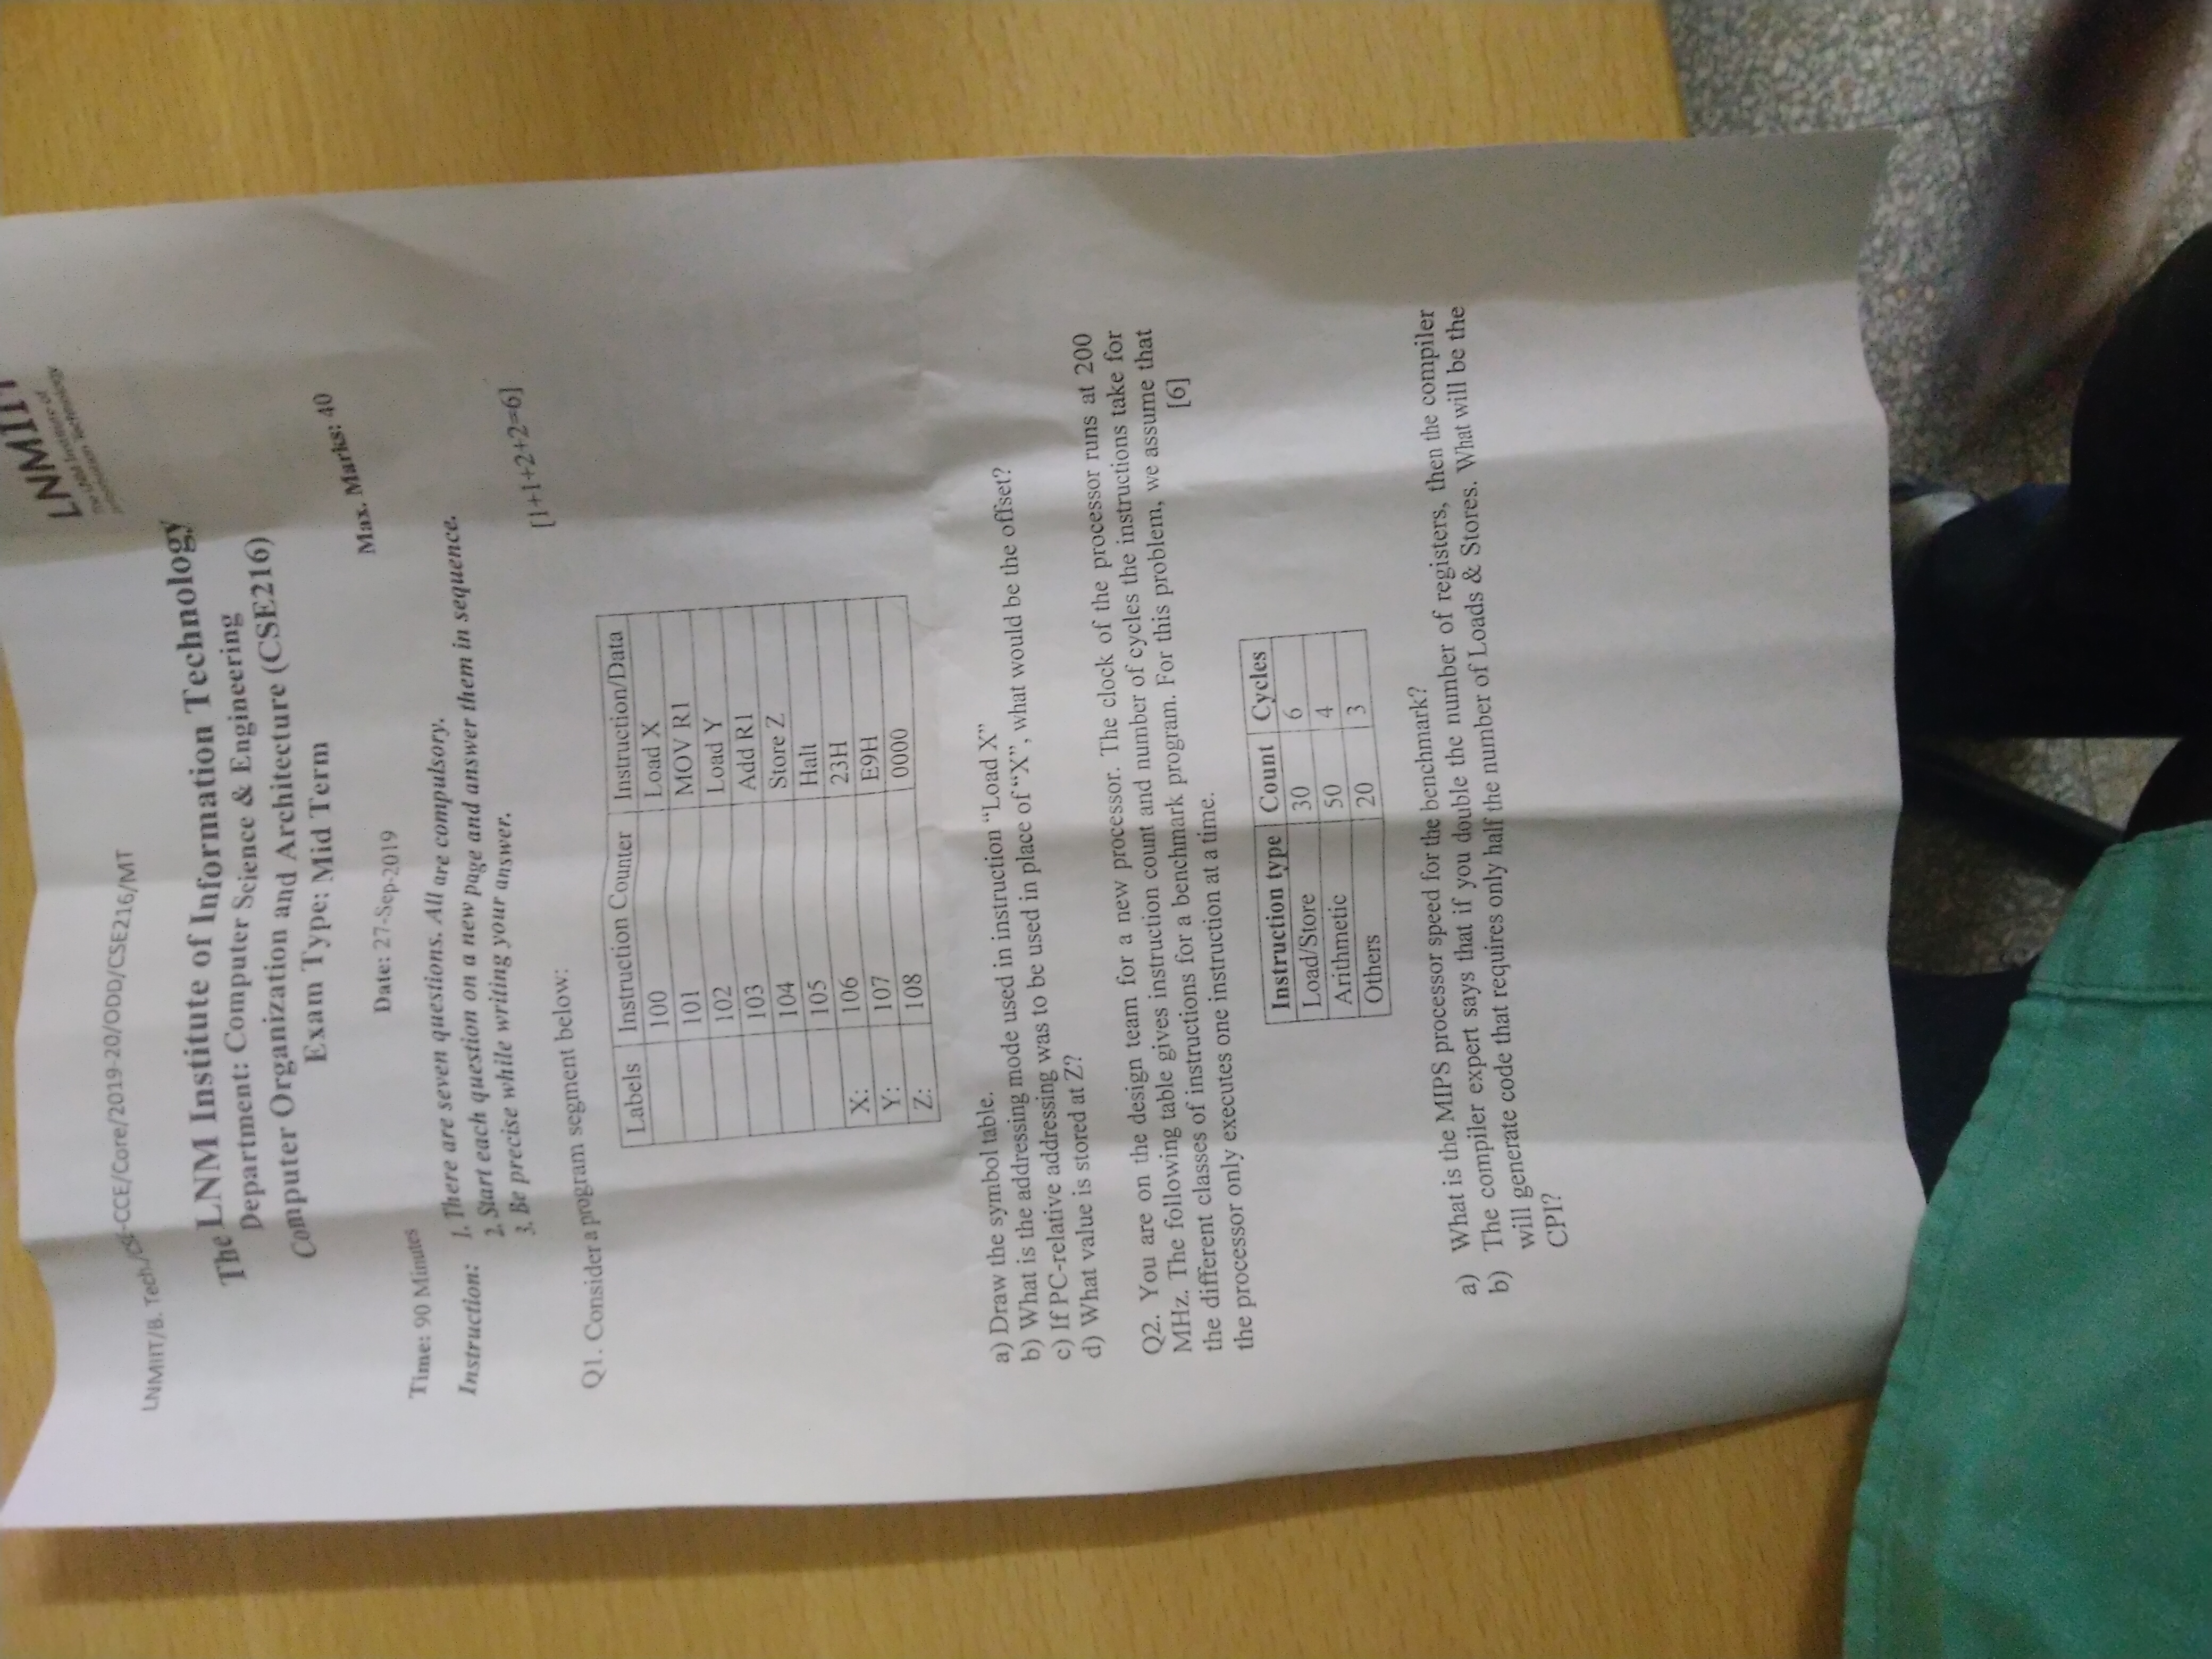 LNMIIT
The LNM Institute of
Information Technology
LNMIIT/B. Tech./CSE-CCE/Core/2019-20/ODD/CSE216/MT
The LNM Institute of Information Technology
Department: Computer Science & Engineering
Computer Organization and Architecture (CSE216)
Exam Type: Mid Term
Time: 90 Minutes Date: 27-Sep-2019 Max. Marks: 40
Instruction: 1. There are seven questions. All are compulsory.
2. Start each question on a new page and answer them in sequence.
3. Be precise while writing your answer.
Q1. Consider a program segment below: [1+1+2+2=6]
Labels Instruction Counter Instruction/Data
100 Load X
101 MOV R1
102 Load Y
103 Add R1
104 Store Z
105 Halt
X: 106 23H
Y: 107 E9H
Z: 108 0000
a) Draw the symbol table.
b) What is the addressing mode used in instruction “Load X”
c) If PC-relative addressing was to be used in place of “X”, what would be the offset?
d) What value is stored at Z?
Q2. You are on the design team for a new processor. The clock of the processor runs at 200
MHz. The following table gives instruction count and number of cycles the instructions take for
the different classes of instructions for a benchmark program. For this problem, we assume that
the processor only executes one instruction at a time. [6]
Instruction type Count Cycles
Load/Store 30 6
Arithmetic 50 4
Others 20 3
a) What is the MIPS processor speed for the benchmark?
b) The compiler expert says that if you double the number of registers, then the compiler
will generate code that requires only half the number of Loads & Stores. What will be the
CPI?